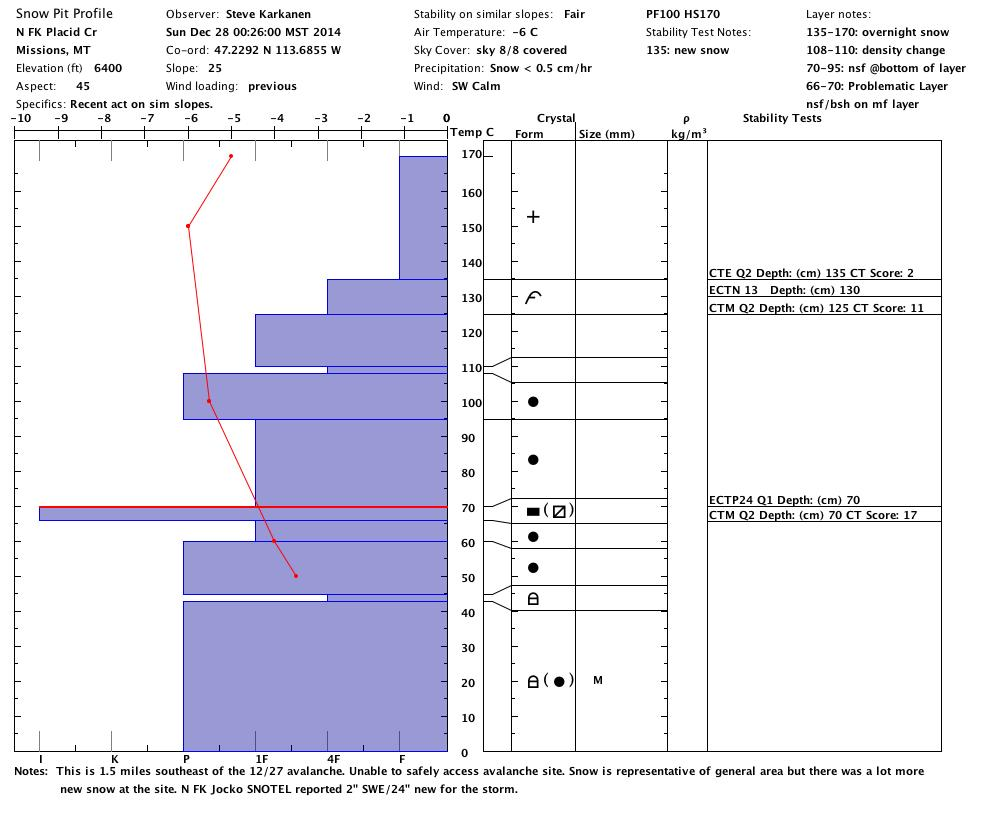 Snow Pit Profile
N FK Placid Cr
Missions, MT
Elevation (ft) 6400
Aspect: 45
Specifics: Recent act on sim slopes.
Observer: Steve Karkanen
Sun Dec 28 00:26:00 MST 2014
Co-ord: 47.2292 N 113.6855 W
Slope: 25
Wind loading: previous
Stability on similar slopes: Fair
Air Temperature: -6 C
Sky Cover: sky 8/8 covered
Precipitation: Snow < 0.5 cm/hr
Wind: SW Calm
PF100 HS170
Stability Test Notes:
135: new snow
Layer notes:
135-170: overnight snow
108-110: density change
70-95: nsf @bottom of layer
66-70: Problematic Layer
nsf/bsh on mf layer
-10 -9 -8 -7 -6 -5 -4 -3 -2 -1 0
Temp C
Crystal
Form Size (mm)
ρ
kg/m³
Stability Tests
170
160
150
140
130
120
110
100
90
80
70
60
50
40
30
20
10
0
CTE Q2 Depth: (cm) 135 CT Score: 2
ECTN 13 Depth: (cm) 130
CTM Q2 Depth: (cm) 125 CT Score: 11
ECTP24 Q1 Depth: (cm) 70
CTM Q2 Depth: (cm) 70 CT Score: 17
M
I K P 1F 4F F
Notes: This is 1.5 miles southeast of the 12/27 avalanche. Unable to safely access avalanche site. Snow is representative of general area but there was a lot more
new snow at the site. N FK Jocko SNOTEL reported 2" SWE/24" new for the storm.